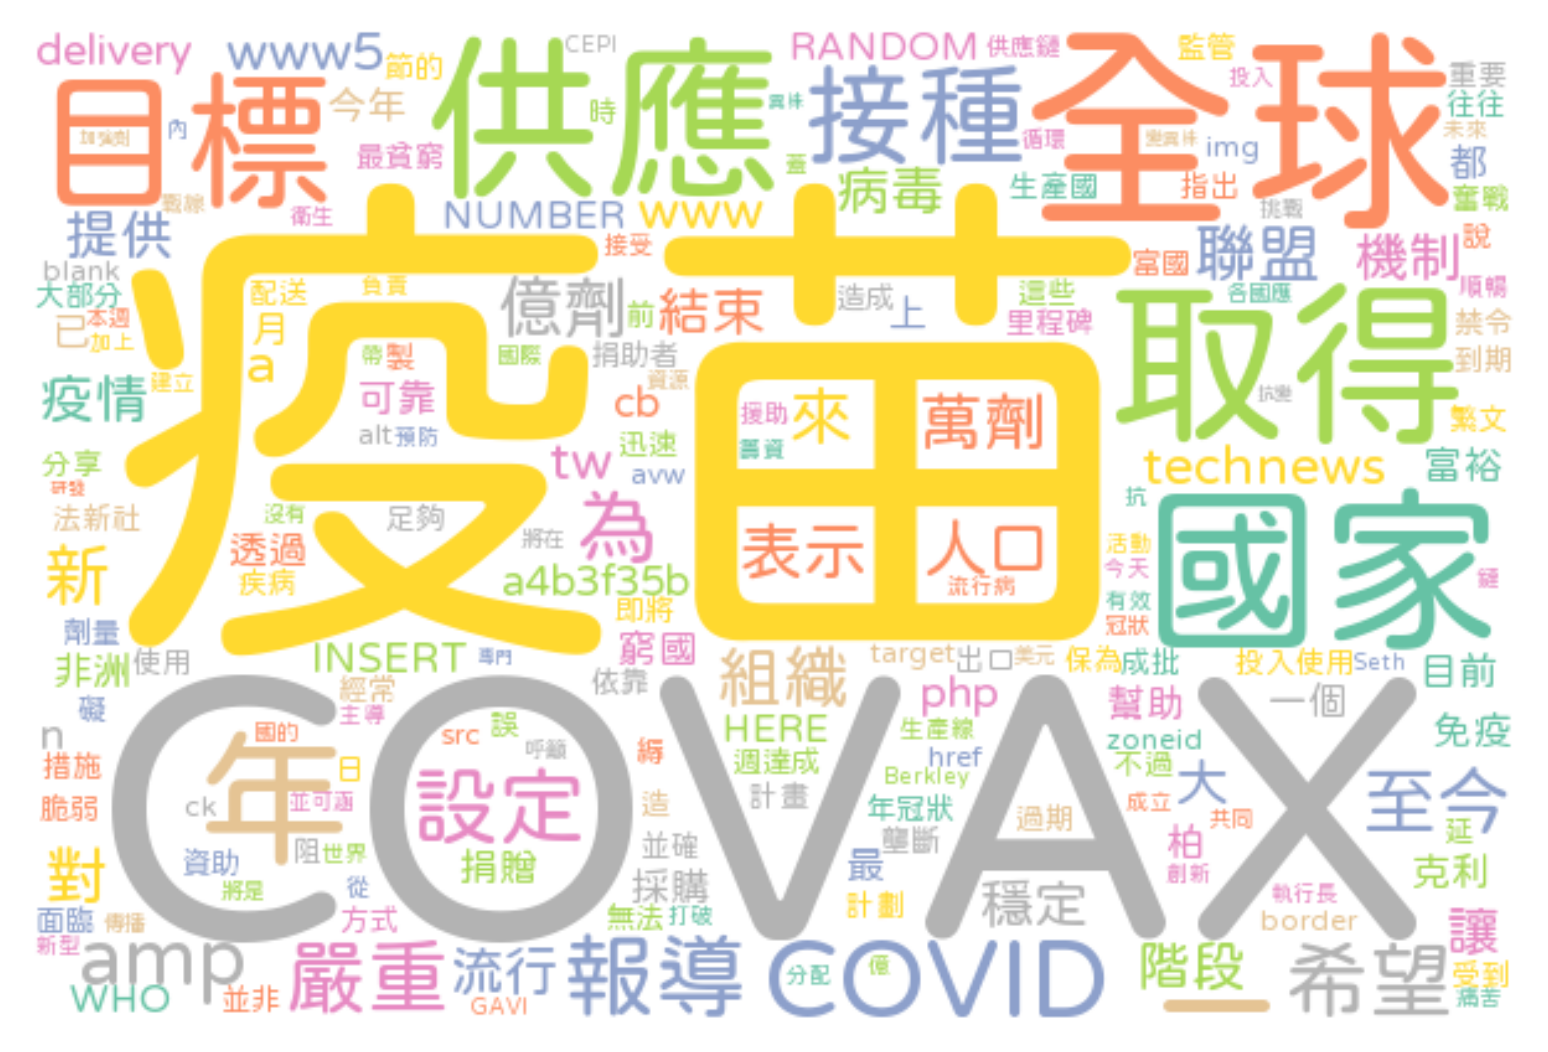 delivery
www5
節的
CEPI
RANDOM
供應鏈
監管
投入
重要
往往
未來
都
奮戰
目標
今年
供應
時
接種
循環
全球
img
內
最貧窮
蓋
病毒
生產國
指出
挑戰
戰線
衛生
提供
NUMBER
www
接受
富國
聯盟
機制
說
blank
大部分
已
本週
加上
配送
負責
月
a
億劑
前
結束
造成
上
這些
里程碑
各國應
順暢
禁令
到期
疫苗
取得
帶
製
國際
捐助者
資源
抗變
繁文
建立
疫情
可靠
alt
預防
cb
援助
來
萬劑
籌資
迅速
avw
tw
technews
富裕
分享
研發
法新社
沒有
足夠
將在
為
表示
人口
流行病
抗
活動
今天
有效
冠狀
國家
鏈
新
透過
疾病
a4b3f35b
即將
劑量
非洲
使用
INSERT
專門
窮國
組織
target
出口
美元
保為
成批
投入使用
Seth
目前
礙
經常
主導
依靠
php
幫助
一個
免疫
COVAX
n
措施
脆弱
國的
年
日
ck
並可涵
src
誤
呼籲
設定
縟
HERE
週達成
計畫
生產線
href
Berkley
年冠狀
zoneid
不過
大
成立
共同
至今
延
過期
壟斷
造
並確
阻
世界
資助
將是
從
捐贈
採購
最
柏
創新
克利
對
面臨
傳播
新型
方式
無法
打破
計劃
穩定
執行長
border
讓
amp
WHO
並非
嚴重
流行
GAVI
報導
COVID
分配
億
階段
一
希望
受到
痛苦